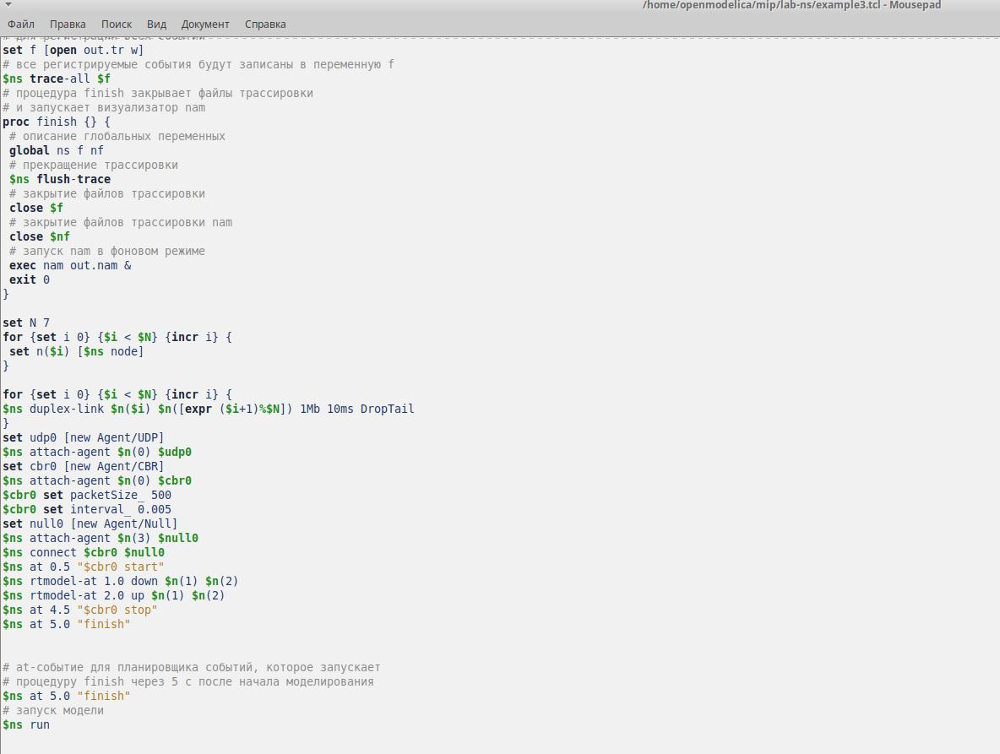 /home/openmodelica/mip/lab-ns/example3.tcl - Mousepad
Файл Правка Поиск Вид Документ Справка
# для регистрации всех событий
set f [open out.tr w]
# все регистрируемые события будут записаны в переменную f
$ns trace-all $f
# процедура finish закрывает файлы трассировки
# и запускает визуализатор nam
proc finish {} {
 # описание глобальных переменных
 global ns f nf
 # прекращение трассировки
 $ns flush-trace
 # закрытие файлов трассировки
 close $f
 # закрытие файлов трассировки nam
 close $nf
 # запуск nam в фоновом режиме
 exec nam out.nam &
 exit 0
}
set N 7
for {set i 0} {$i < $N} {incr i} {
 set n($i) [$ns node]
}
for {set i 0} {$i < $N} {incr i} {
$ns duplex-link $n($i) $n([expr ($i+1)%$N]) 1Mb 10ms DropTail
}
set udp0 [new Agent/UDP]
$ns attach-agent $n(0) $udp0
set cbr0 [new Agent/CBR]
$ns attach-agent $n(0) $cbr0
$cbr0 set packetSize_ 500
$cbr0 set interval_ 0.005
set null0 [new Agent/Null]
$ns attach-agent $n(3) $null0
$ns connect $cbr0 $null0
$ns at 0.5 "$cbr0 start"
$ns rtmodel-at 1.0 down $n(1) $n(2)
$ns rtmodel-at 2.0 up $n(1) $n(2)
$ns at 4.5 "$cbr0 stop"
$ns at 5.0 "finish"
# at-событие для планировщика событий, которое запускает
# процедуру finish через 5 с после начала моделирования
$ns at 5.0 "finish"
# запуск модели
$ns run